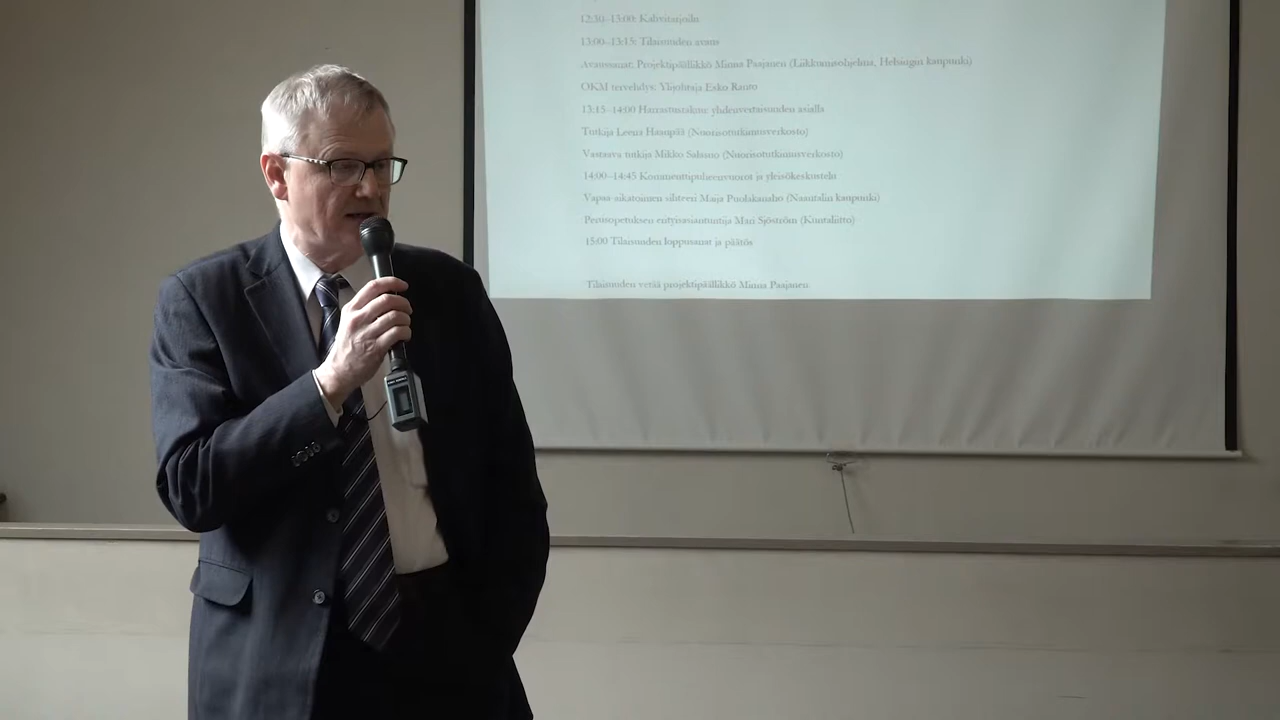 12:30–13:00: Kahvitarjoilu
13:00–13:15: Tilaisuuden avaus
Avaussanat: Projektipäällikkö Minna Paajanen (Liikkumisohjelma, Helsingin kaupunki)
OKM tervehdys: Ylijohtaja Esko Ranto
13:15–14:00 Harrastustakuu: yhdenvertaisuuden asialla
Tutkija Leena Haanpää (Nuorisotutkimusverkosto)
Vastaava tutkija Mikko Salasuo (Nuorisotutkimusverkosto)
14:00–14:45 Kommenttipuheenvuorot ja yleisökeskustelu
Vapaa-aikatoimen sihteeri Maija Puolakanaho (Naantalin kaupunki)
Perusopetuksen erityisasiantuntija Mari Sjöström (Kuntaliitto)
15:00 Tilaisuuden loppusanat ja päätös
Tilaisuuden vetää projektipäällikkö Minna Paajanen